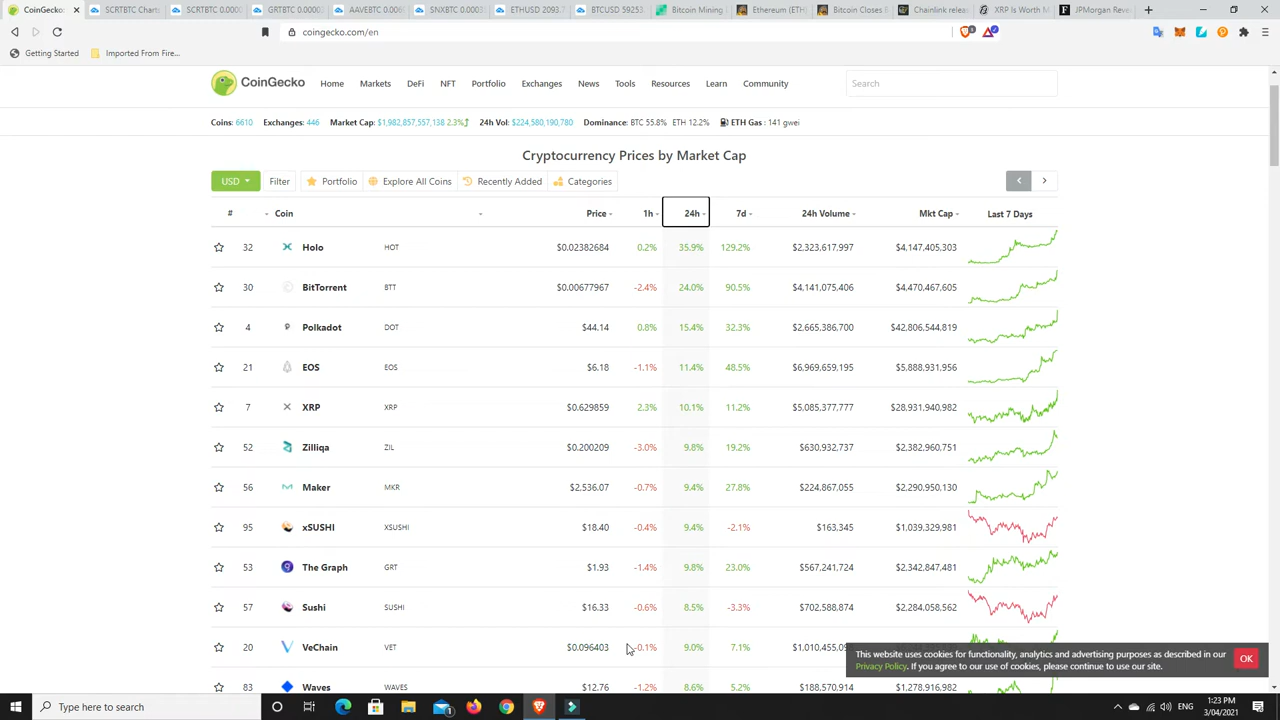 CoinGecko:
SCRTBTC Charts
SCRTBTC 0.0000
GRTBTC 0.0000
AAVEBTC 0.0000
SNXBTC 0.0003
ETHUSD 2093.7
BTCUSD 59253
Bitcoin Mining
Ethereum (ETH
Bitcoin Closes B
Chainlink releas
XRP Is Worth M
JPMorgan Reve
coingecko.com/en
Getting Started
Imported From Fire...
CoinGecko
Home
Markets
DeFi
NFT
Portfolio
Exchanges
News
Tools
Resources
Learn
Community
Search
Coins: 6610 Exchanges: 446 Market Cap: $1,982,857,557,138 2.3% 24h Vol: $224,580,190,780 Dominance: BTC 55.8% ETH 12.2% ETH Gas : 141 gwei
Cryptocurrency Prices by Market Cap
USD
Filter
Portfolio
Explore All Coins
Recently Added
Categories
# Coin Price 1h 24h 7d 24h Volume Mkt Cap Last 7 Days
32 Holo HOT $0.02382684 0.2% 35.9% 129.2% $2,323,617,997 $4,147,405,303
30 BitTorrent BTT $0.00677967 -2.4% 24.0% 90.5% $4,141,075,406 $4,470,467,605
4 Polkadot DOT $44.14 0.8% 15.4% 32.3% $2,665,386,700 $42,806,544,819
21 EOS EOS $6.18 -1.1% 11.4% 48.5% $6,969,659,195 $5,888,931,956
7 XRP XRP $0.629859 2.3% 10.1% 11.2% $5,085,377,777 $28,931,940,982
52 Zilliqa ZIL $0.200209 -3.0% 9.8% 19.2% $630,932,737 $2,382,960,751
56 Maker MKR $2,536.07 -0.7% 9.4% 27.8% $224,867,055 $2,290,950,130
95 xSUSHI XSUSHI $18.40 -0.4% 9.4% -2.1% $163,345 $1,039,329,981
53 The Graph GRT $1.93 -1.4% 9.8% 23.0% $567,241,724 $2,342,847,481
57 Sushi SUSHI $16.33 -0.6% 8.5% -3.3% $702,588,874 $2,284,058,562
20 VeChain VET $0.096403 -0.1% 9.0% 7.1% $1,010,455,0
83 Waves WAVES $12.76 -1.2% 8.6% 5.2% $188,570,914 $1,278,916,982
This website uses cookies for functionality, analytics and advertising purposes as described in our
Privacy Policy. If you agree to our use of cookies, please continue to use our site.
OK
Type here to search
ENG
1:23 PM
3/04/2021